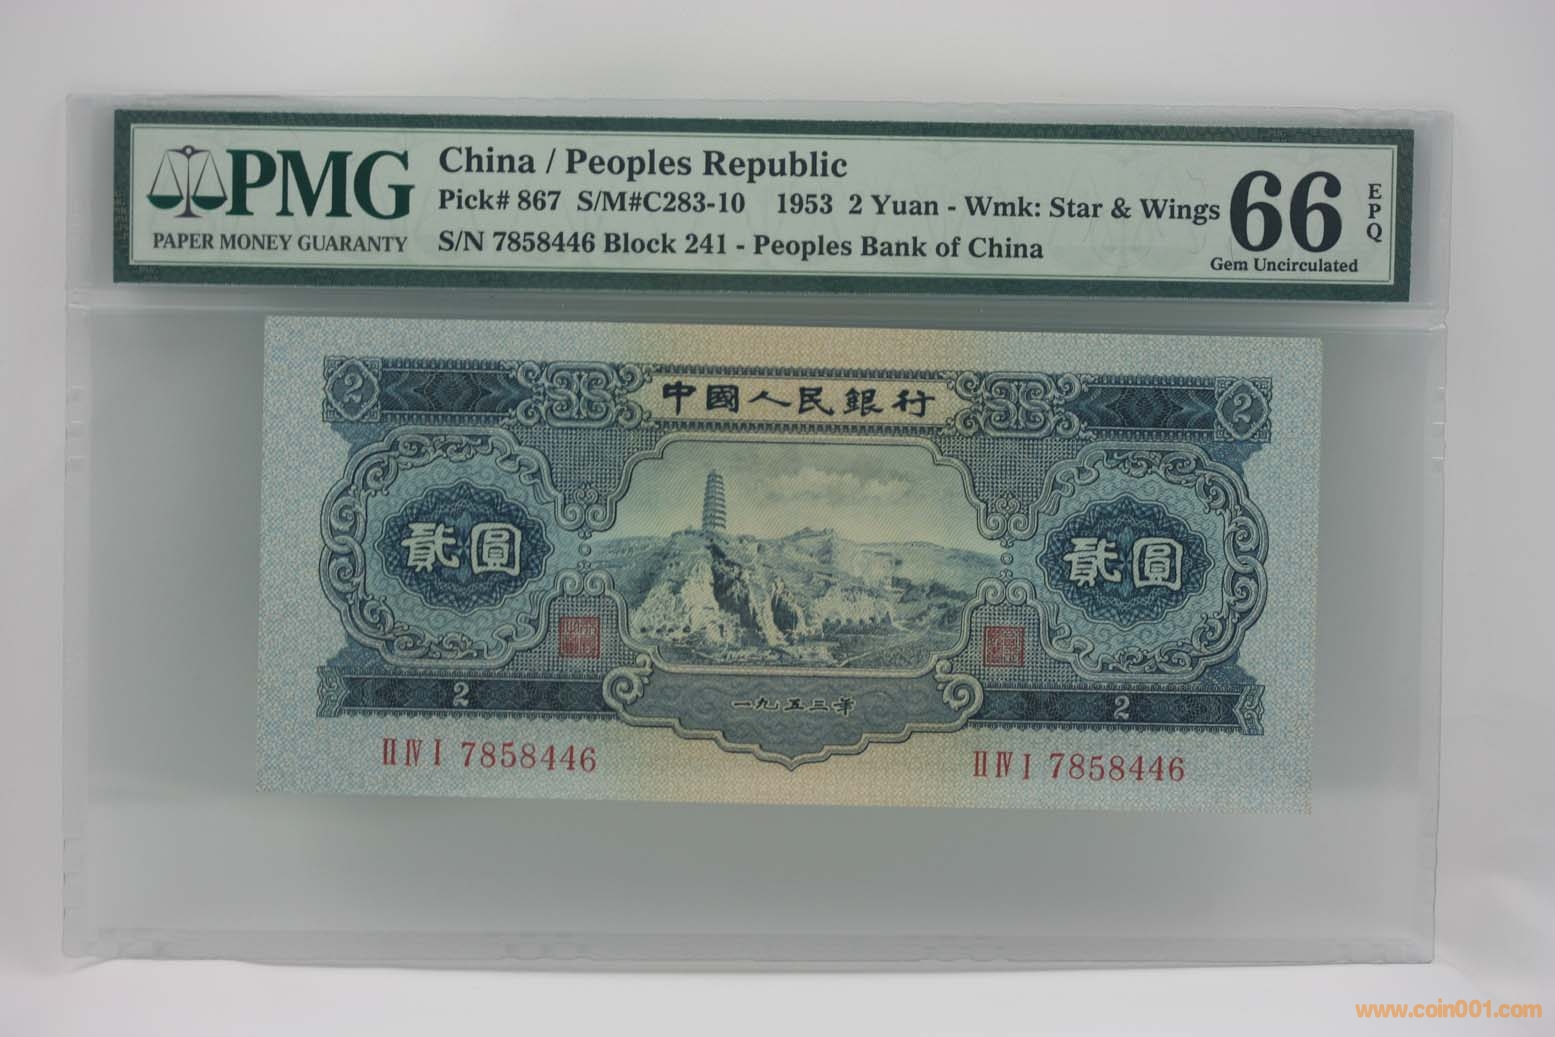 PMG
PAPER MONEY GUARANTY
China / Peoples Republic
Pick# 867 S/M#C283-10 1953 2 Yuan - Wmk: Star & Wings
S/N 7858446 Block 241 - Peoples Bank of China
66
EPQ
Gem Uncirculated
2
中國人民銀行
2
貳圓
貳圓
2
一九五三年
2
II IV I 7858446
II IV I 7858446
www.coin001.com